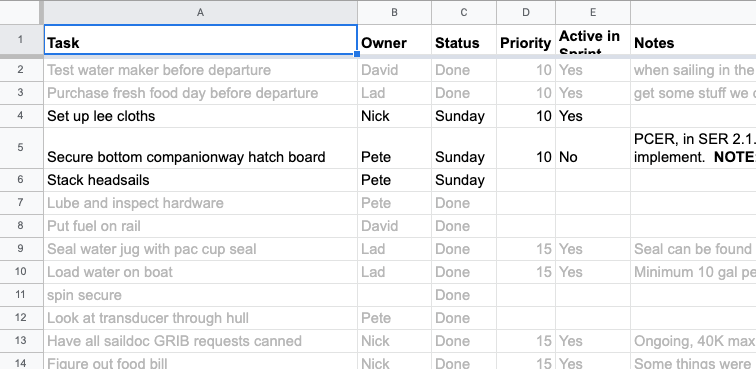 A B C D E
1 Task Owner Status Priority Active in Sprint Notes
2 Test water maker before departure David Done 10 Yes when sailing in the
3 Purchase fresh food day before departure Lad Done 10 Yes get some stuff we
4 Set up lee cloths Nick Sunday 10 Yes
PCER, in SER 2.1.
5 Secure bottom companionway hatch board Pete Sunday 10 No implement. NOTE
6 Stack headsails Pete Sunday
7 Lube and inspect hardware Pete Done
8 Put fuel on rail David Done
9 Seal water jug with pac cup seal Lad Done 15 Yes Seal can be found
10 Load water on boat Lad Done 15 Yes Minimum 10 gal pe
11 spin secure Done
12 Look at transducer through hull Pete Done
13 Have all saildoc GRIB requests canned Nick Done 15 Yes Ongoing, 40K max
14 Figure out food bill Nick Done 15 Yes Some things were